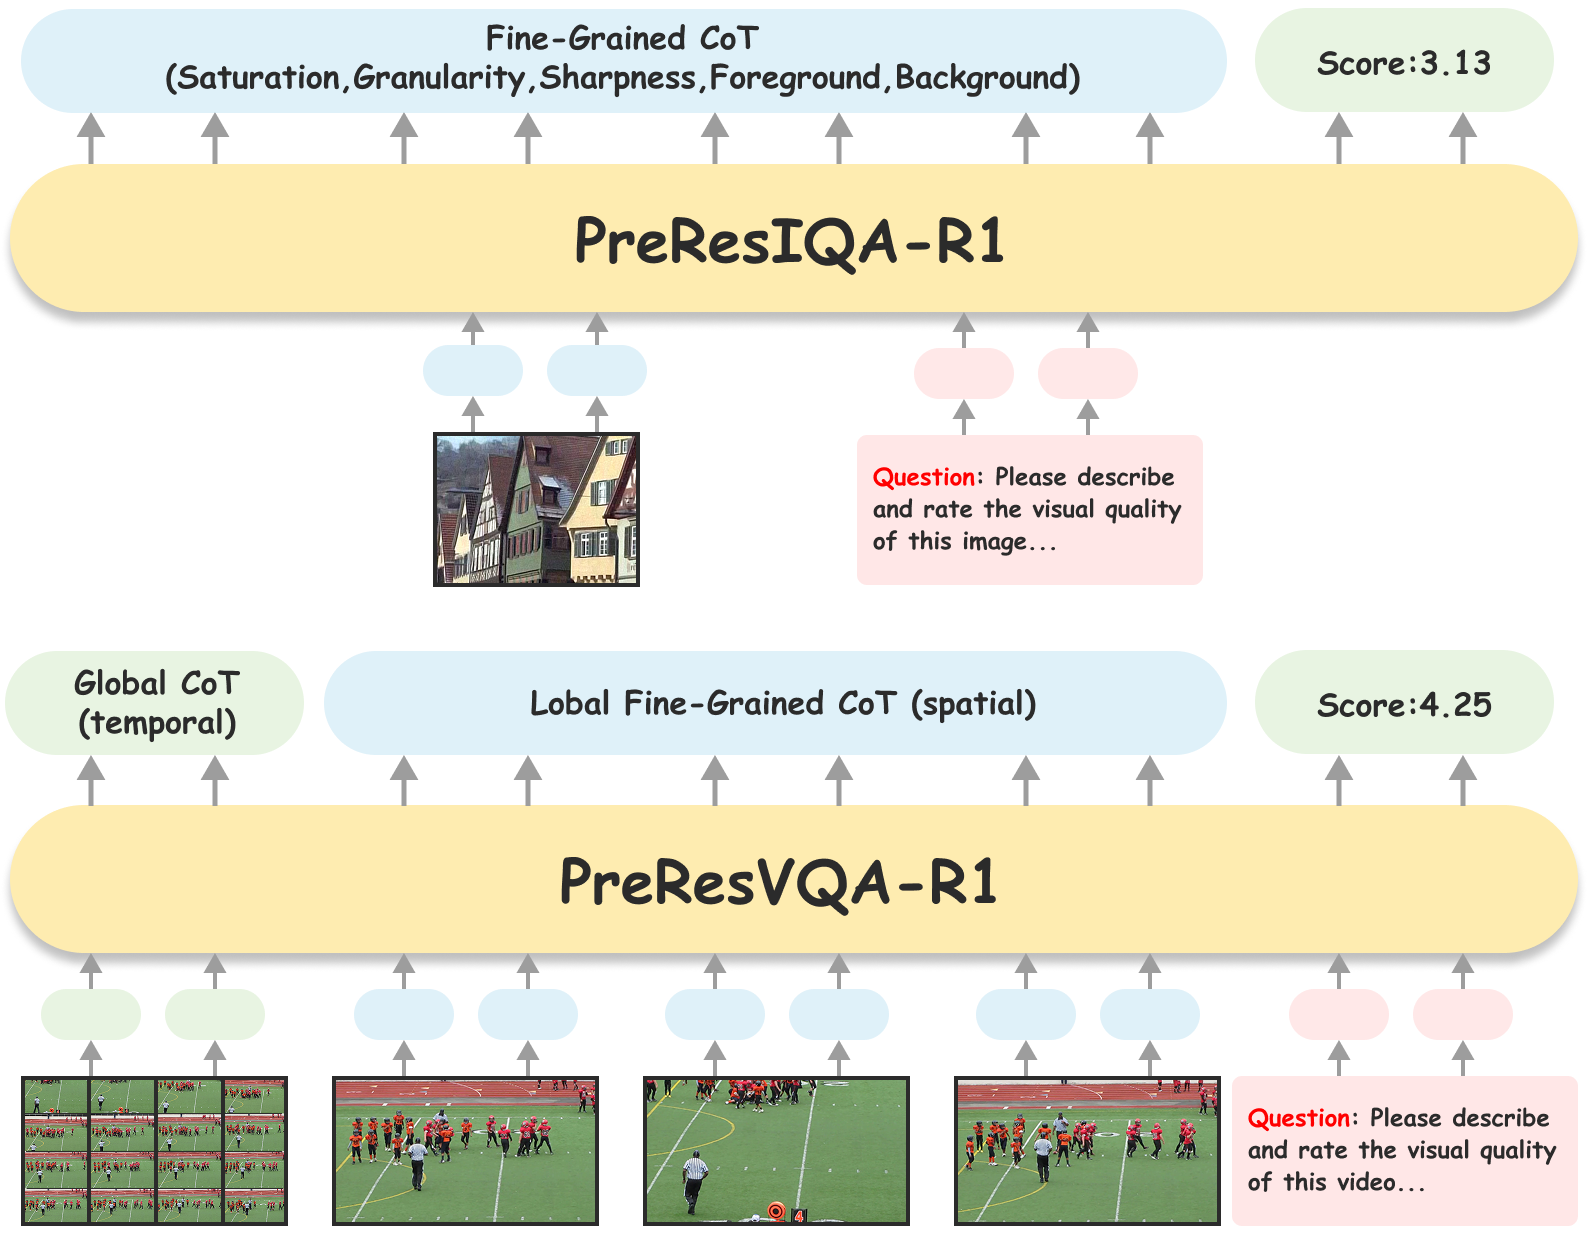 Fine-Grained CoT
(Saturation,Granularity,Sharpness,Foreground,Background)
Score:3.13
PreResIQA-R1
Question: Please describe
and rate the visual quality
of this image...
Global CoT
(temporal)
Lobal Fine-Grained CoT (spatial)
Score:4.25
PreResVQA-R1
4
Question: Please describe
and rate the visual quality
of this video...